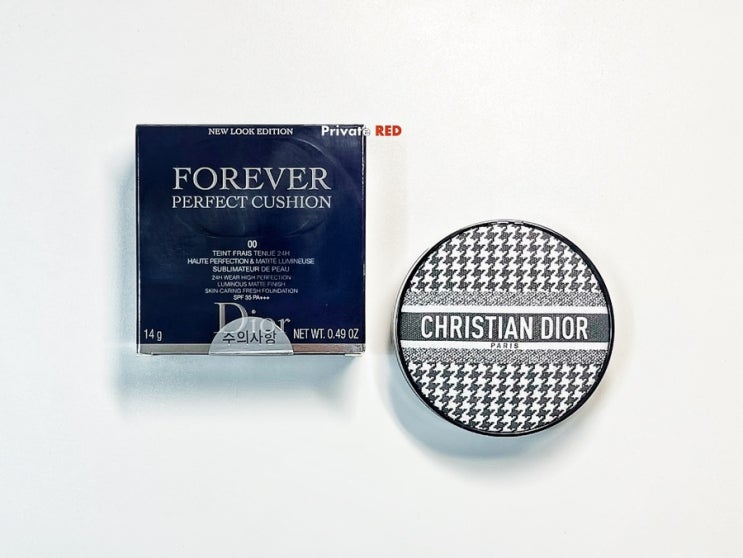 NEW LOOK EDITION
Private RED
FOREVER
PERFECT CUSHION
00
TEINT FRAIS TENUE 24H
HAUTE PERFECTION & MATITÉ LUMINEUSE
SUBLIMATEUR DE PEAU
24H WEAR HIGH PERFECTION
LUMINOUS MATTE FINISH
SKIN-CARING FRESH FOUNDATION
SPF 35 PA+++
Dior
14 g
주의사항
NET WT. 0.49 OZ
CHRISTIAN DIOR
PARIS